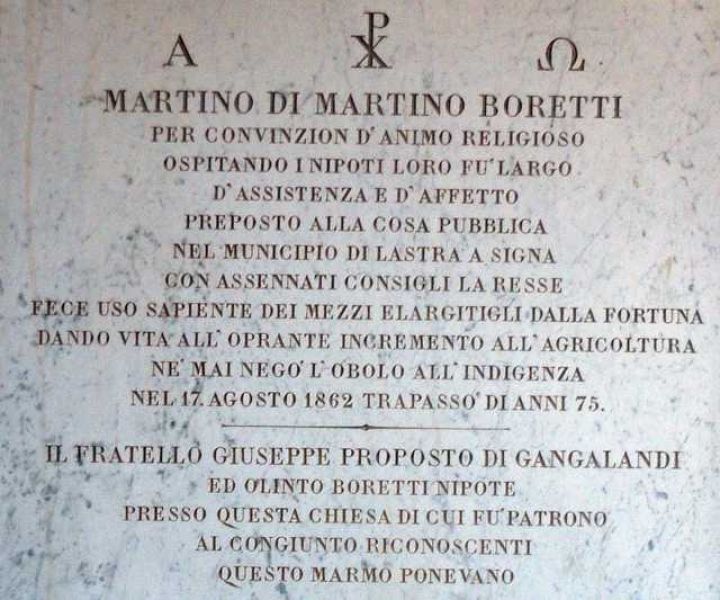 Α ☧ Ω
MARTINO DI MARTINO BORETTI
PER CONVINZION D'ANIMO RELIGIOSO
OSPITANDO I NIPOTI LORO FU' LARGO
D'ASSISTENZA E D'AFFETTO
PREPOSTO ALLA COSA PUBBLICA
NEL MUNICIPIO DI LASTRA A SIGNA
CON ASSENNATI CONSIGLI LA RESSE
FECE USO SAPIENTE DEI MEZZI ELARGITIGLI DALLA FORTUNA
DANDO VITA ALL'OPRANTE INCREMENTO ALL'AGRICOLTURA
NE' MAI NEGÒ L'OBOLO ALL'INDIGENZA
NEL 17. AGOSTO 1862 TRAPASSÒ DI ANNI 75.
IL FRATELLO GIUSEPPE PROPOSTO DI GANGALANDI
ED OLINTO BORETTI NIPOTE
PRESSO QUESTA CHIESA DI CUI FU' PATRONO
AL CONGIUNTO RICONOSCENTI
QUESTO MARMO PONEVANO